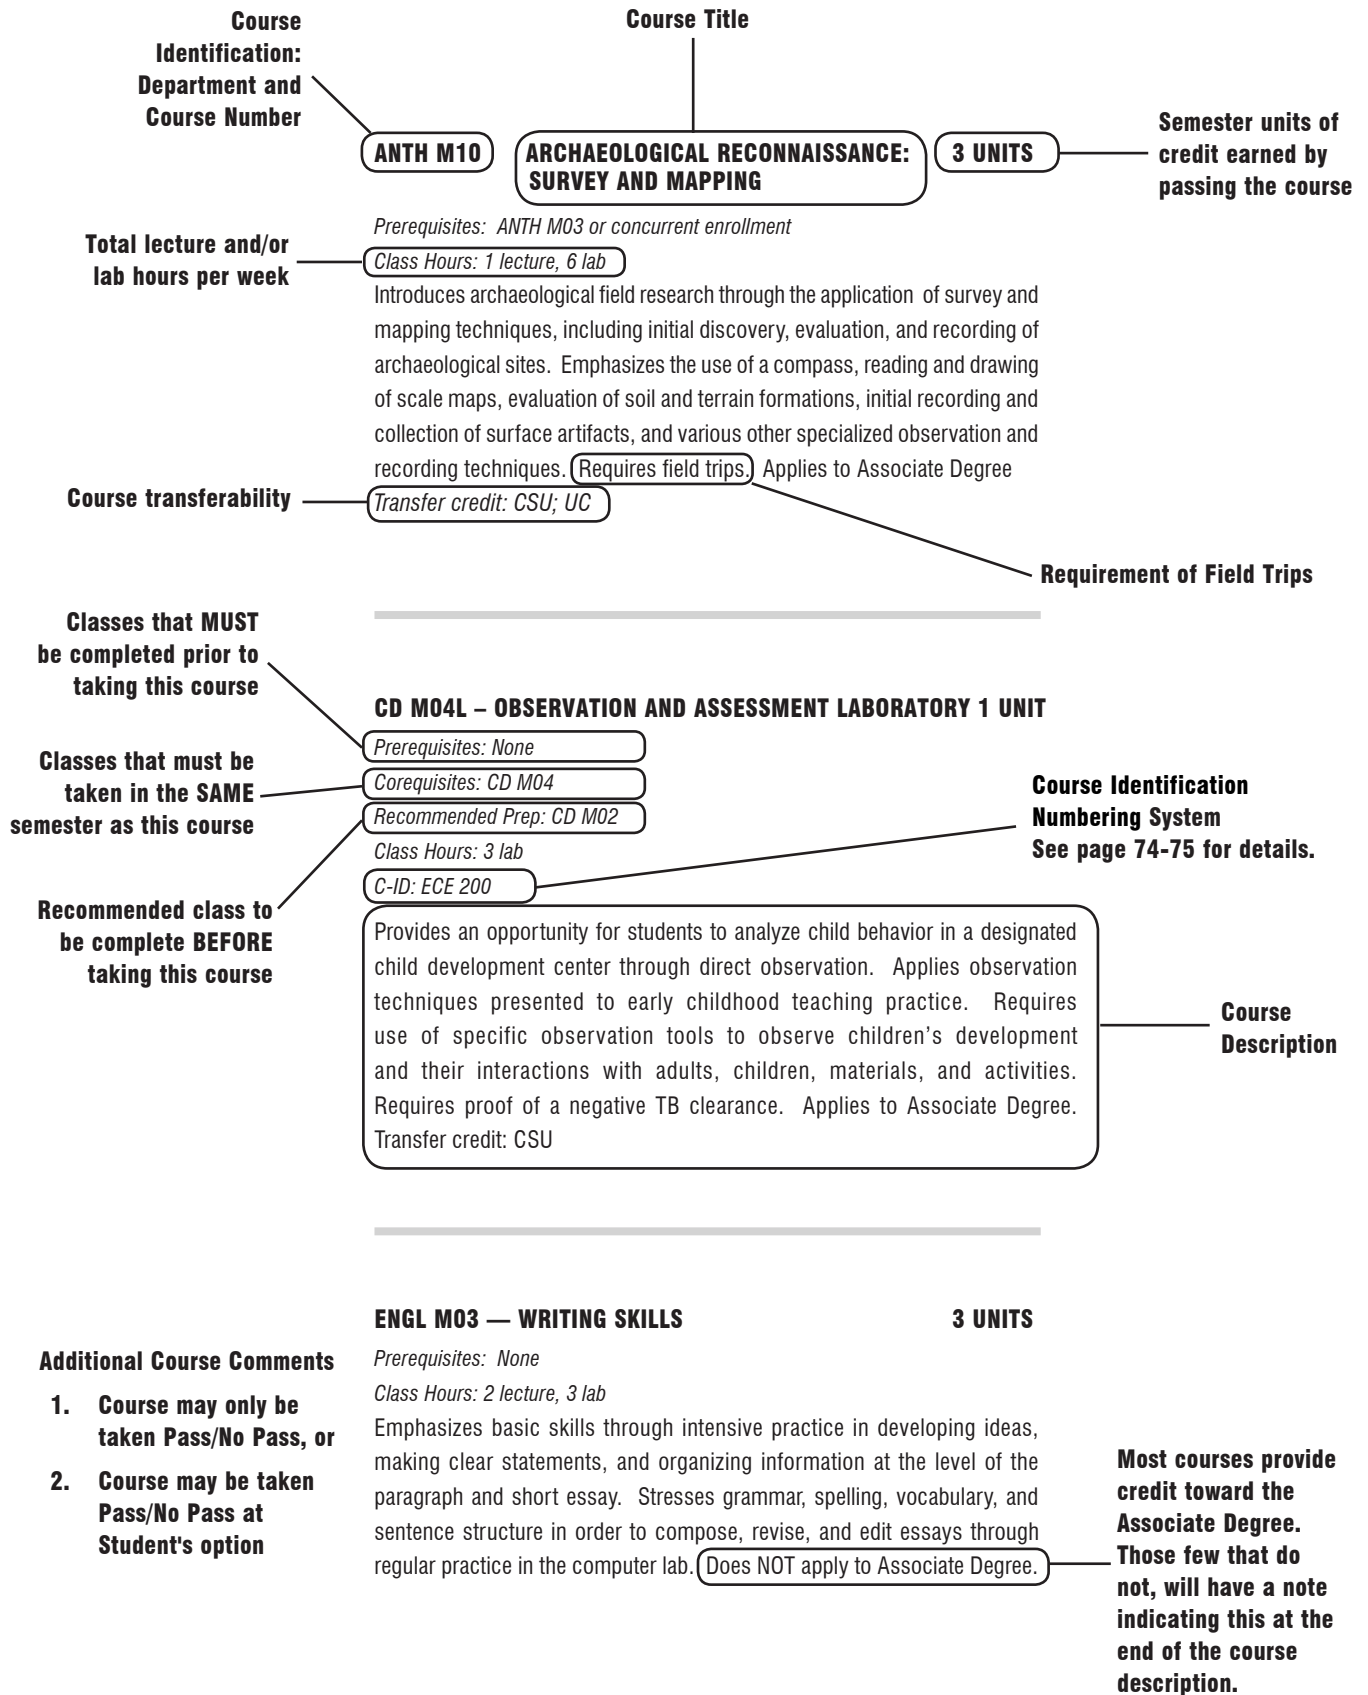 Course
Identification:
Department and
Course Number
Course Title
ANTH M10
ARCHAEOLOGICAL RECONNAISSANCE:
SURVEY AND MAPPING
3 UNITS
Semester units of
credit earned by
passing the course
Prerequisites: ANTH M03 or concurrent enrollment
Total lecture and/or
lab hours per week
Class Hours: 1 lecture, 6 lab
Introduces archaeological field research through the application of survey and
mapping techniques, including initial discovery, evaluation, and recording of
archaeological sites. Emphasizes the use of a compass, reading and drawing
of scale maps, evaluation of soil and terrain formations, initial recording and
collection of surface artifacts, and various other specialized observation and
recording techniques. Requires field trips. Applies to Associate Degree
Course transferability
Transfer credit: CSU; UC
Requirement of Field Trips
Classes that MUST
be completed prior to
taking this course
CD M04L – OBSERVATION AND ASSESSMENT LABORATORY 1 UNIT
Prerequisites: None
Classes that must be
taken in the SAME
semester as this course
Corequisites: CD M04
Recommended Prep: CD M02
Class Hours: 3 lab
C-ID: ECE 200
Course Identification
Numbering System
See page 74-75 for details.
Recommended class to
be complete BEFORE
taking this course
Provides an opportunity for students to analyze child behavior in a designated
child development center through direct observation. Applies observation
techniques presented to early childhood teaching practice. Requires
use of specific observation tools to observe children's development
and their interactions with adults, children, materials, and activities.
Requires proof of a negative TB clearance. Applies to Associate Degree.
Transfer credit: CSU
Course
Description
ENGL M03 — WRITING SKILLS 3 UNITS
Prerequisites: None
Class Hours: 2 lecture, 3 lab
Emphasizes basic skills through intensive practice in developing ideas,
making clear statements, and organizing information at the level of the
paragraph and short essay. Stresses grammar, spelling, vocabulary, and
sentence structure in order to compose, revise, and edit essays through
regular practice in the computer lab. Does NOT apply to Associate Degree.
Additional Course Comments
1. Course may only be
taken Pass/No Pass, or
2. Course may be taken
Pass/No Pass at
Student's option
Most courses provide
credit toward the
Associate Degree.
Those few that do
not, will have a note
indicating this at the
end of the course
description.